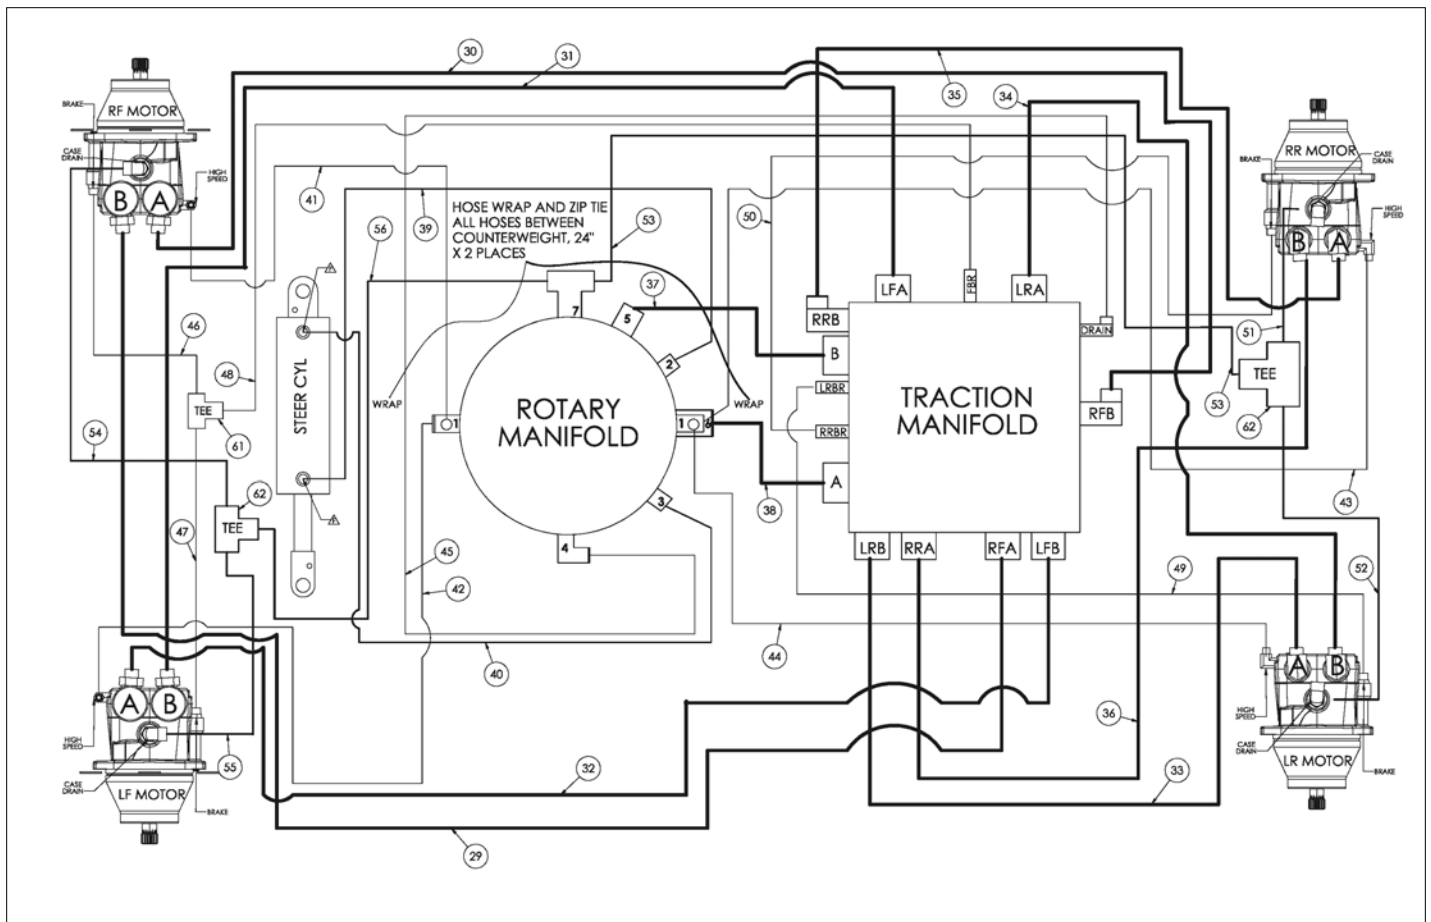 30
31
35
34
BRAKE
RF MOTOR
CASE
DRAIN
HIGH
SPEED
B
A
41
39
HOSE WRAP AND ZIP TIE
ALL HOSES BETWEEN
COUNTERWEIGHT, 24"
X 2 PLACES
56
53
50
RR MOTOR
BRAKE
CASE
DRAIN
HIGH
SPEED
B
A
37
LFA
FBR
LRA
RRB
DRAIN
B
LRBR
RRBR
A
RFB
TRACTION
MANIFOLD
LRB
RRA
RFA
LFB
7
5
2
1
1
6
3
4
ROTARY
MANIFOLD
WRAP
WRAP
STEER CYL
46
48
TEE
61
54
62
TEE
47
45
42
38
51
TEE
53
62
43
52
49
44
40
36
33
32
29
55
A
B
HIGH
SPEED
CASE
DRAIN
LF MOTOR
BRAKE
A
B
HIGH
SPEED
CASE
DRAIN
LR MOTOR
BRAKE